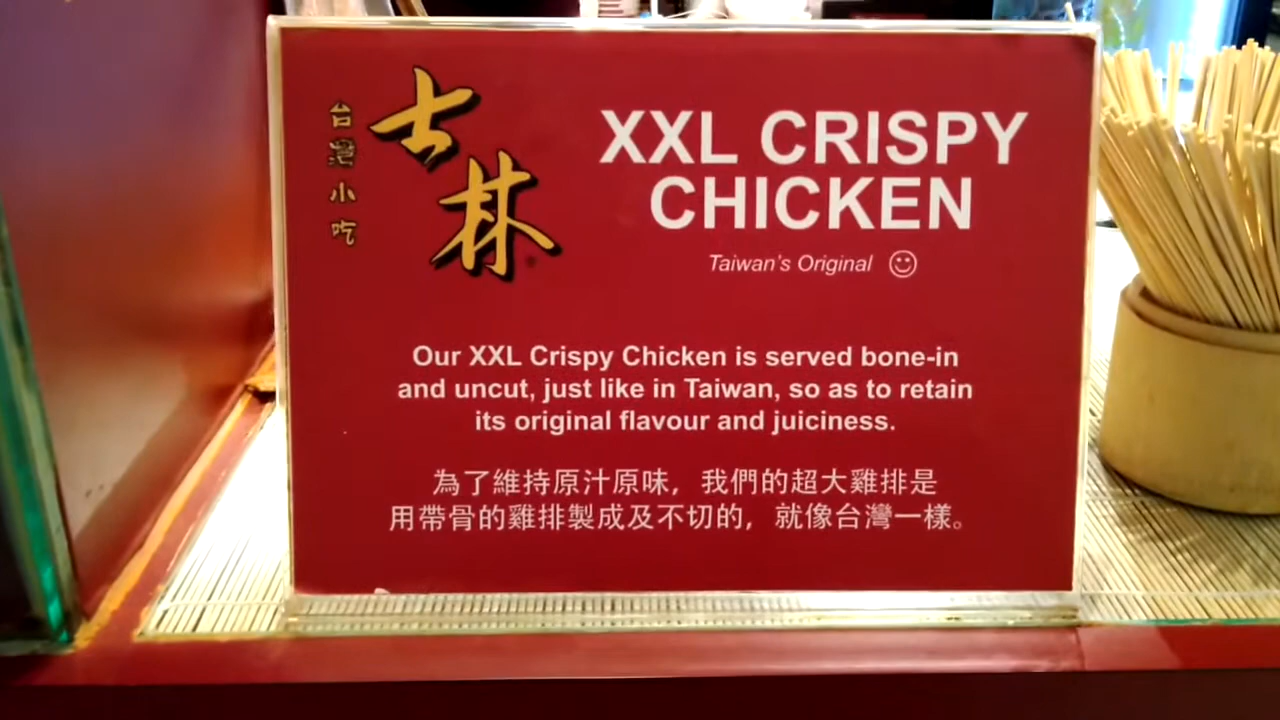 台灣小吃
士林
XXL CRISPY
CHICKEN
Taiwan's Original
Our XXL Crispy Chicken is served bone-in
and uncut, just like in Taiwan, so as to retain
its original flavour and juiciness.
為了維持原汁原味，我們的超大雞排是
用帶骨的雞排製成及不切的，就像台灣一樣。